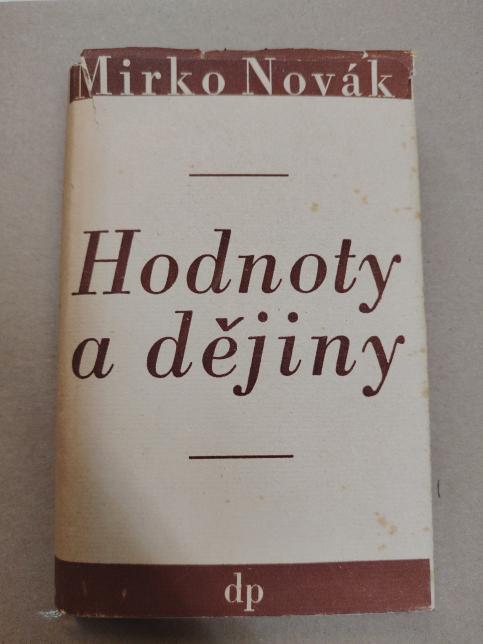 Mirko Novák
Hodnoty
a dějiny
dp